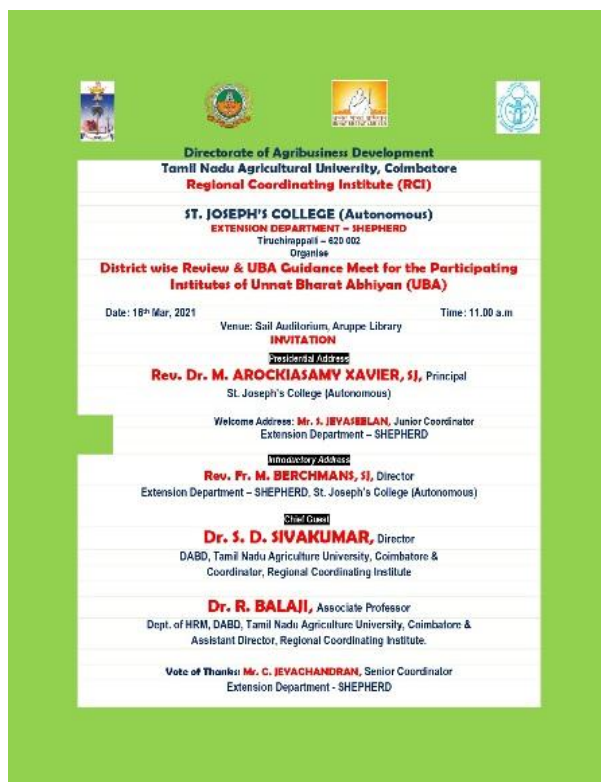 Directorate of Agribusiness Development
Tamil Nadu Agricultural University, Coimbatore
Regional Coordinating Institute (RCI)
ST. JOSEPH'S COLLEGE (Autonomous)
EXTENSION DEPARTMENT – SHEPHERD
Tiruchirappalli – 620 002
Organise
District wise Review & UBA Guidance Meet for the Participating
Institutes of Unnat Bharat Abhiyan (UBA)
Date: 18th Mar, 2021 Time: 11.00 a.m
Venue: Sail Auditorium, Aruppe Library
INVITATION
Presidential Address
Rev. Dr. M. AROCKIASAMY XAVIER, SJ, Principal
St. Joseph's College (Autonomous)
Welcome Address: Mr. S. JEYASEELAN, Junior Coordinator
Extension Department – SHEPHERD
Introductory Address
Rev. Fr. M. BERCHMANS, SJ, Director
Extension Department – SHEPHERD, St. Joseph's College (Autonomous)
Chief Guest
Dr. S. D. SIVAKUMAR, Director
DABD, Tamil Nadu Agriculture University, Coimbatore &
Coordinator, Regional Coordinating Institute
Dr. R. BALAJI, Associate Professor
Dept. of HRM, DABD, Tamil Nadu Agriculture University, Coimbatore &
Assistant Director, Regional Coordinating Institute.
Vote of Thanks: Mr. C. JEYACHANDRAN, Senior Coordinator
Extension Department - SHEPHERD